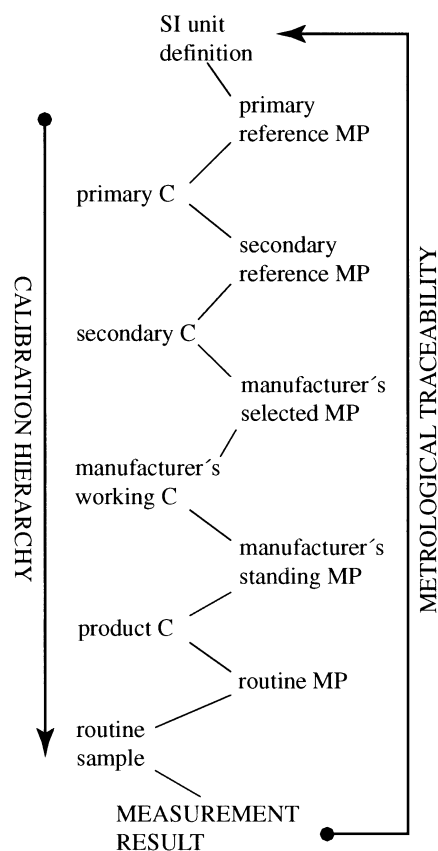 SI unit
definition
primary
reference MP
primary C
secondary
reference MP
secondary C
manufacturer´s
selected MP
manufacturer´s
working C
manufacturer´s
standing MP
product C
routine MP
routine
sample
MEASUREMENT
RESULT
CALIBRATION HIERARCHY
METROLOGICAL TRACEABILITY